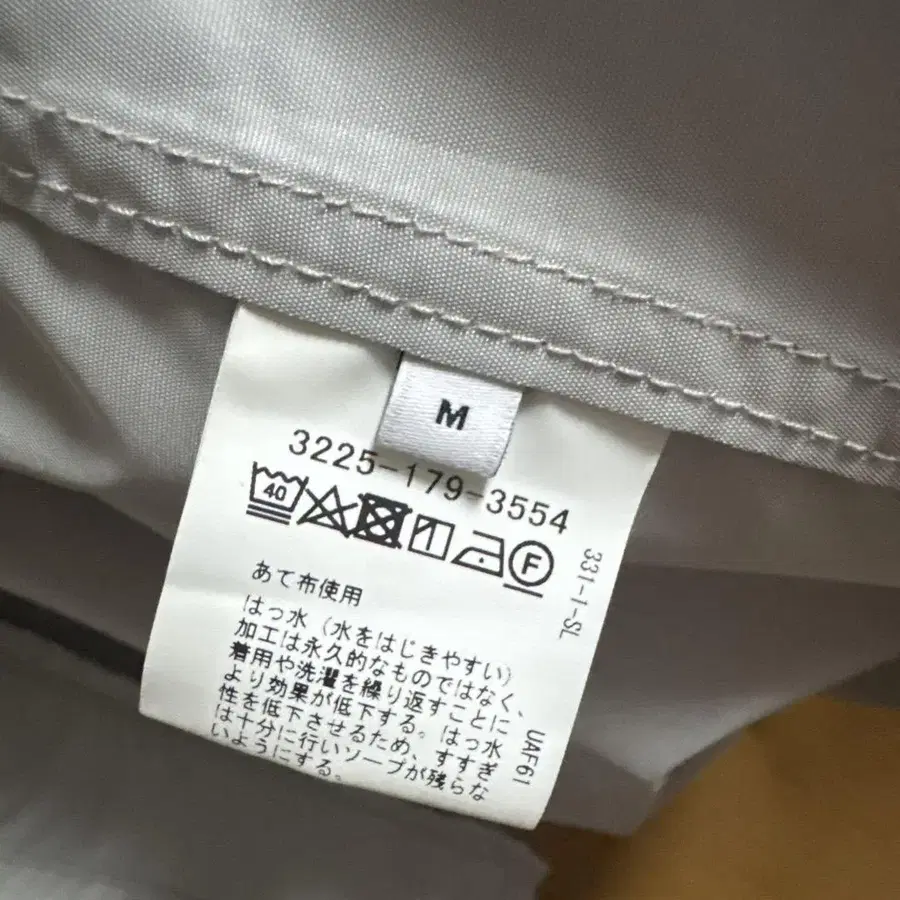 M
3225-179-3554
40
F
331-1-SL
あて布使用
はっ水（水をはじきやすい）
加工は永久的なものではなく、
着用や洗濯を繰り返すことに
より効果が低下する。はっ水
性を低下させるため、すすぎ
は十分に行いソープが残らな
いようにする。
UAF61